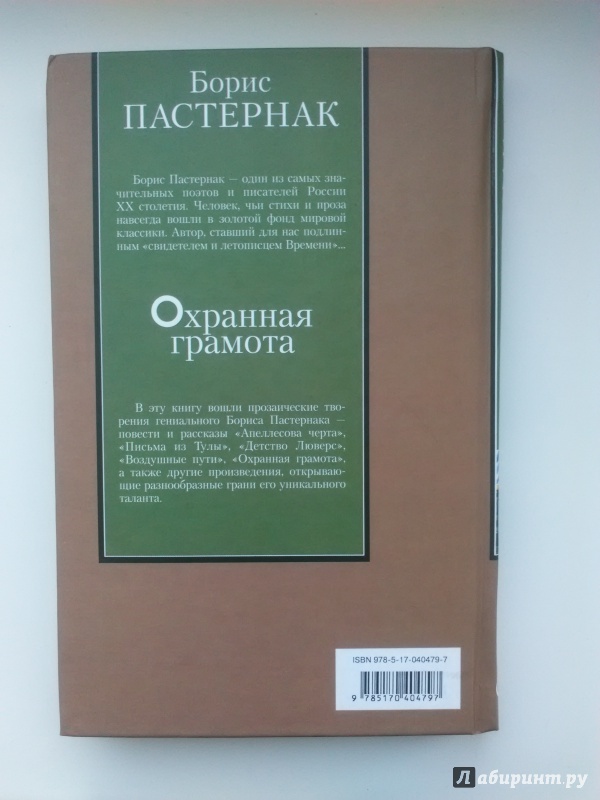 Борис
ПАСТЕРНАК
Борис Пастернак — один из самых зна-
чительных поэтов и писателей России
XX столетия. Человек, чьи стихи и проза
навсегда вошли в золотой фонд мировой
классики. Автор, ставший для нас подлин-
ным «свидетелем и летописцем Времени»...
Охранная
грамота
В эту книгу вошли прозаические тво-
рения гениального Бориса Пастернака —
повести и рассказы «Апеллесова черта»,
«Письма из Тулы», «Детство Люверс»,
«Воздушные пути», «Охранная грамота»,
а также другие произведения, открываю-
щие разнообразные грани его уникального
таланта.
ISBN 978-5-17-040479-7
9 785170 404797
Лабиринт.ру